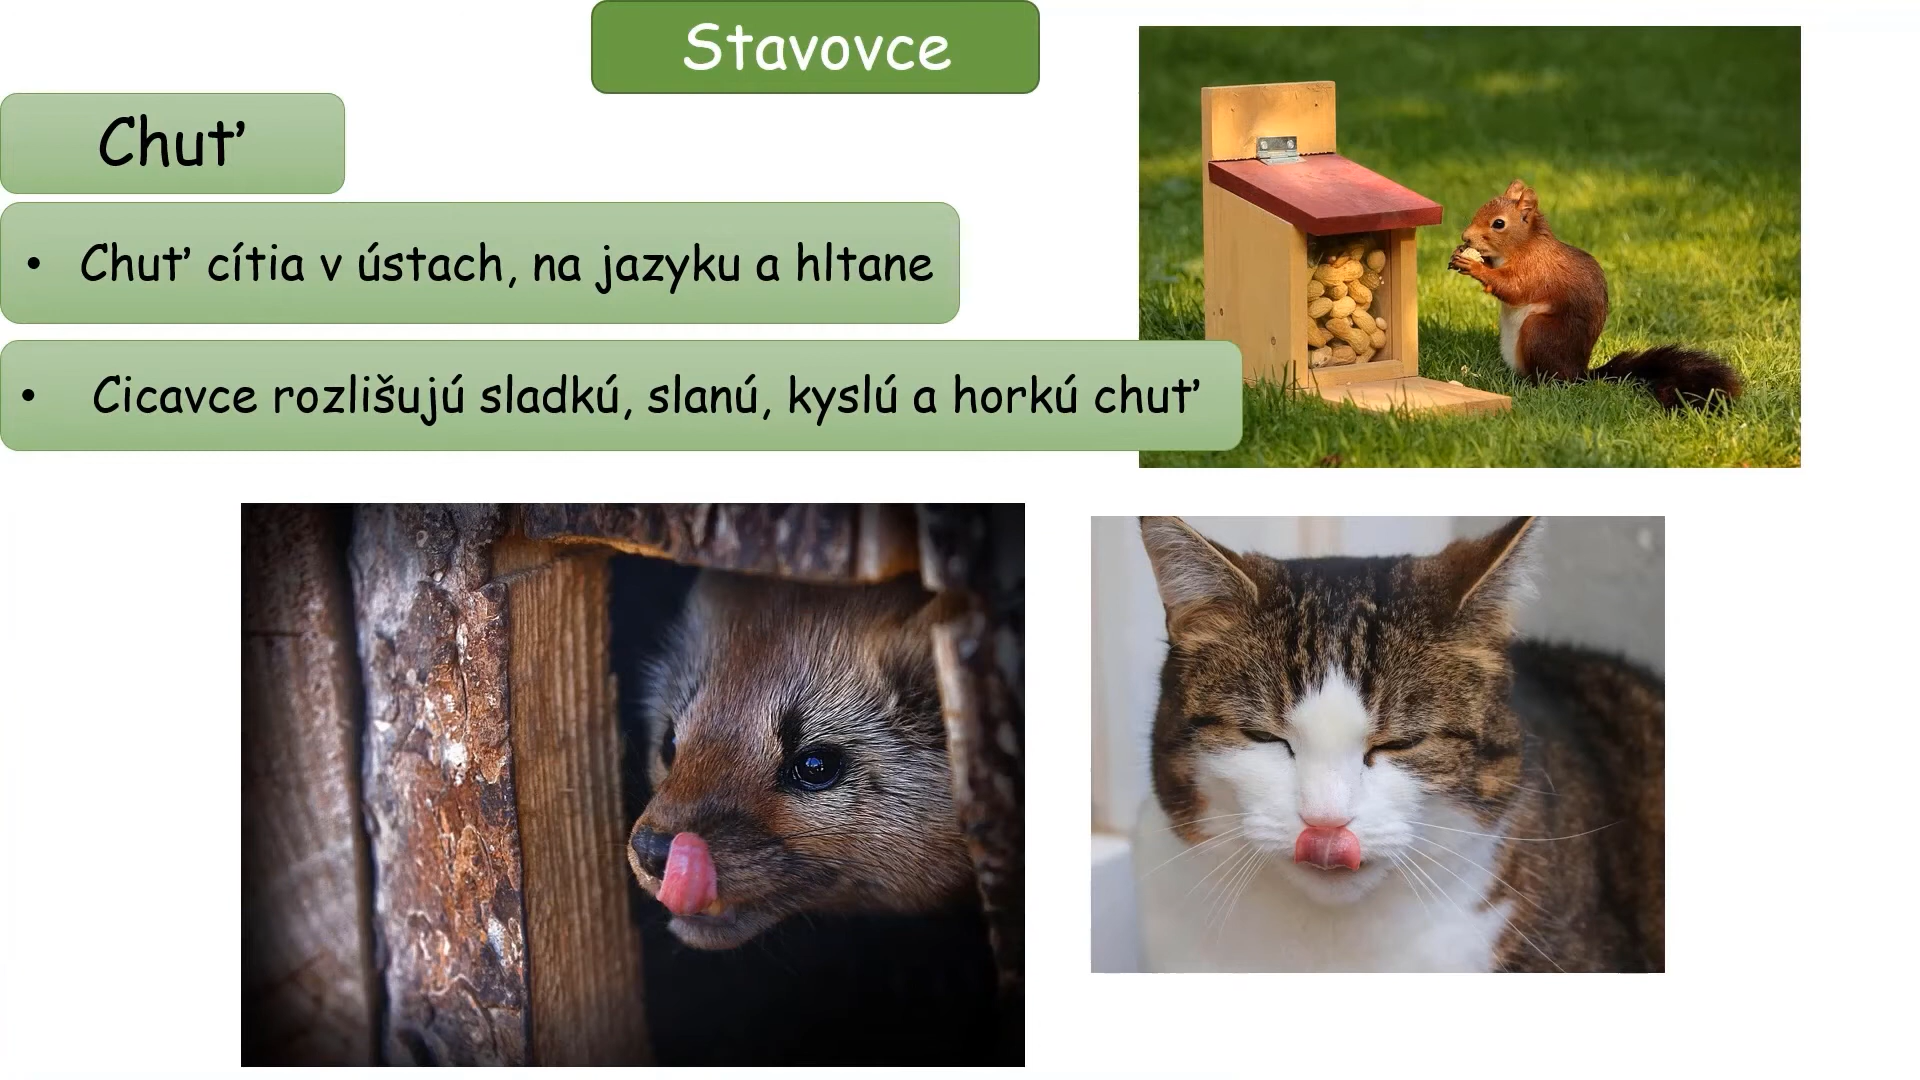 Stavovce
Chuť
• Chuť cítia v ústach, na jazyku a hltane
• Cicavce rozlišujú sladkú, slanú, kyslú a horkú chuť